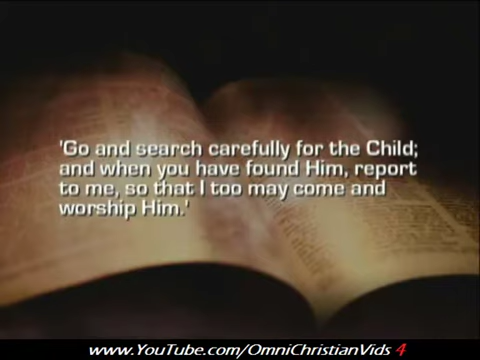 'Go and search carefully for the Child;
and when you have found Him, report
to me, so that I too may come and
worship Him.'
www.YouTube.com/OmniChristianVids 4